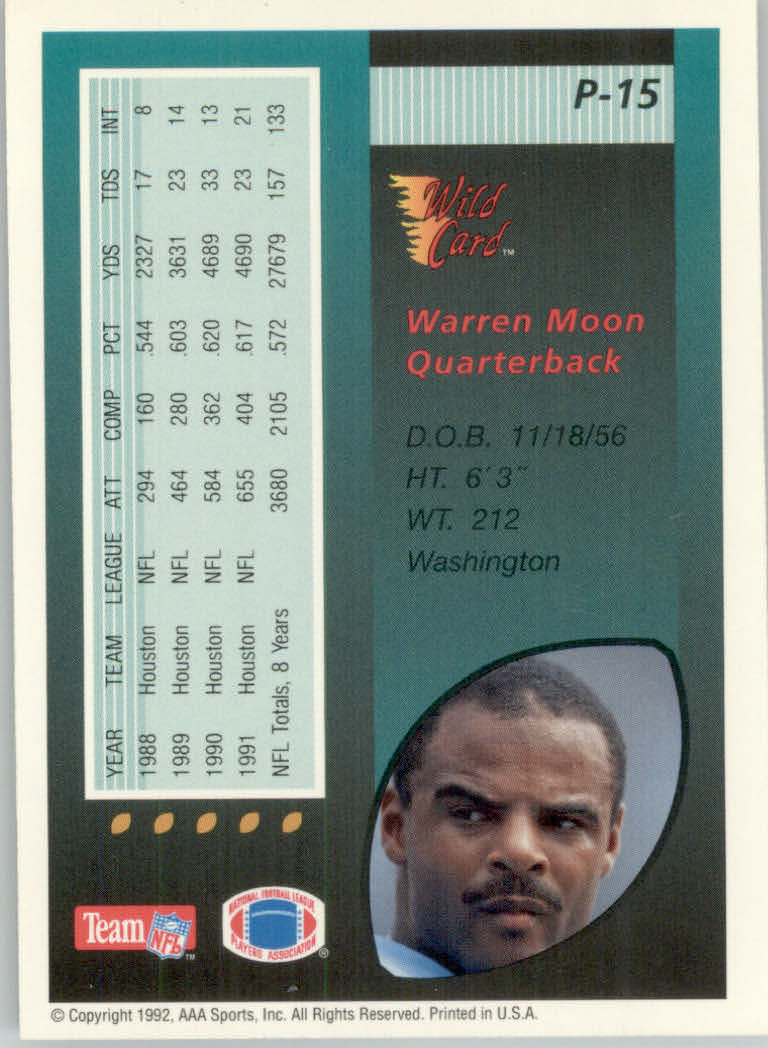 P-15
Wild
Card™
Warren Moon
Quarterback
D.O.B. 11/18/56
HT. 6'3"
WT. 212
Washington
YEAR TEAM LEAGUE ATT COMP PCT YDS TDS INT
1988 Houston NFL 294 160 .544 2327 17 8
1989 Houston NFL 464 280 .603 3631 23 14
1990 Houston NFL 584 362 .620 4689 33 13
1991 Houston NFL 655 404 .617 4690 23 21
NFL Totals, 8 Years 3680 2105 .572 27679 157 133
Team NFL™
NATIONAL FOOTBALL LEAGUE
PLAYERS ASSOCIATION®
© Copyright 1992, AAA Sports, Inc. All Rights Reserved. Printed in U.S.A.